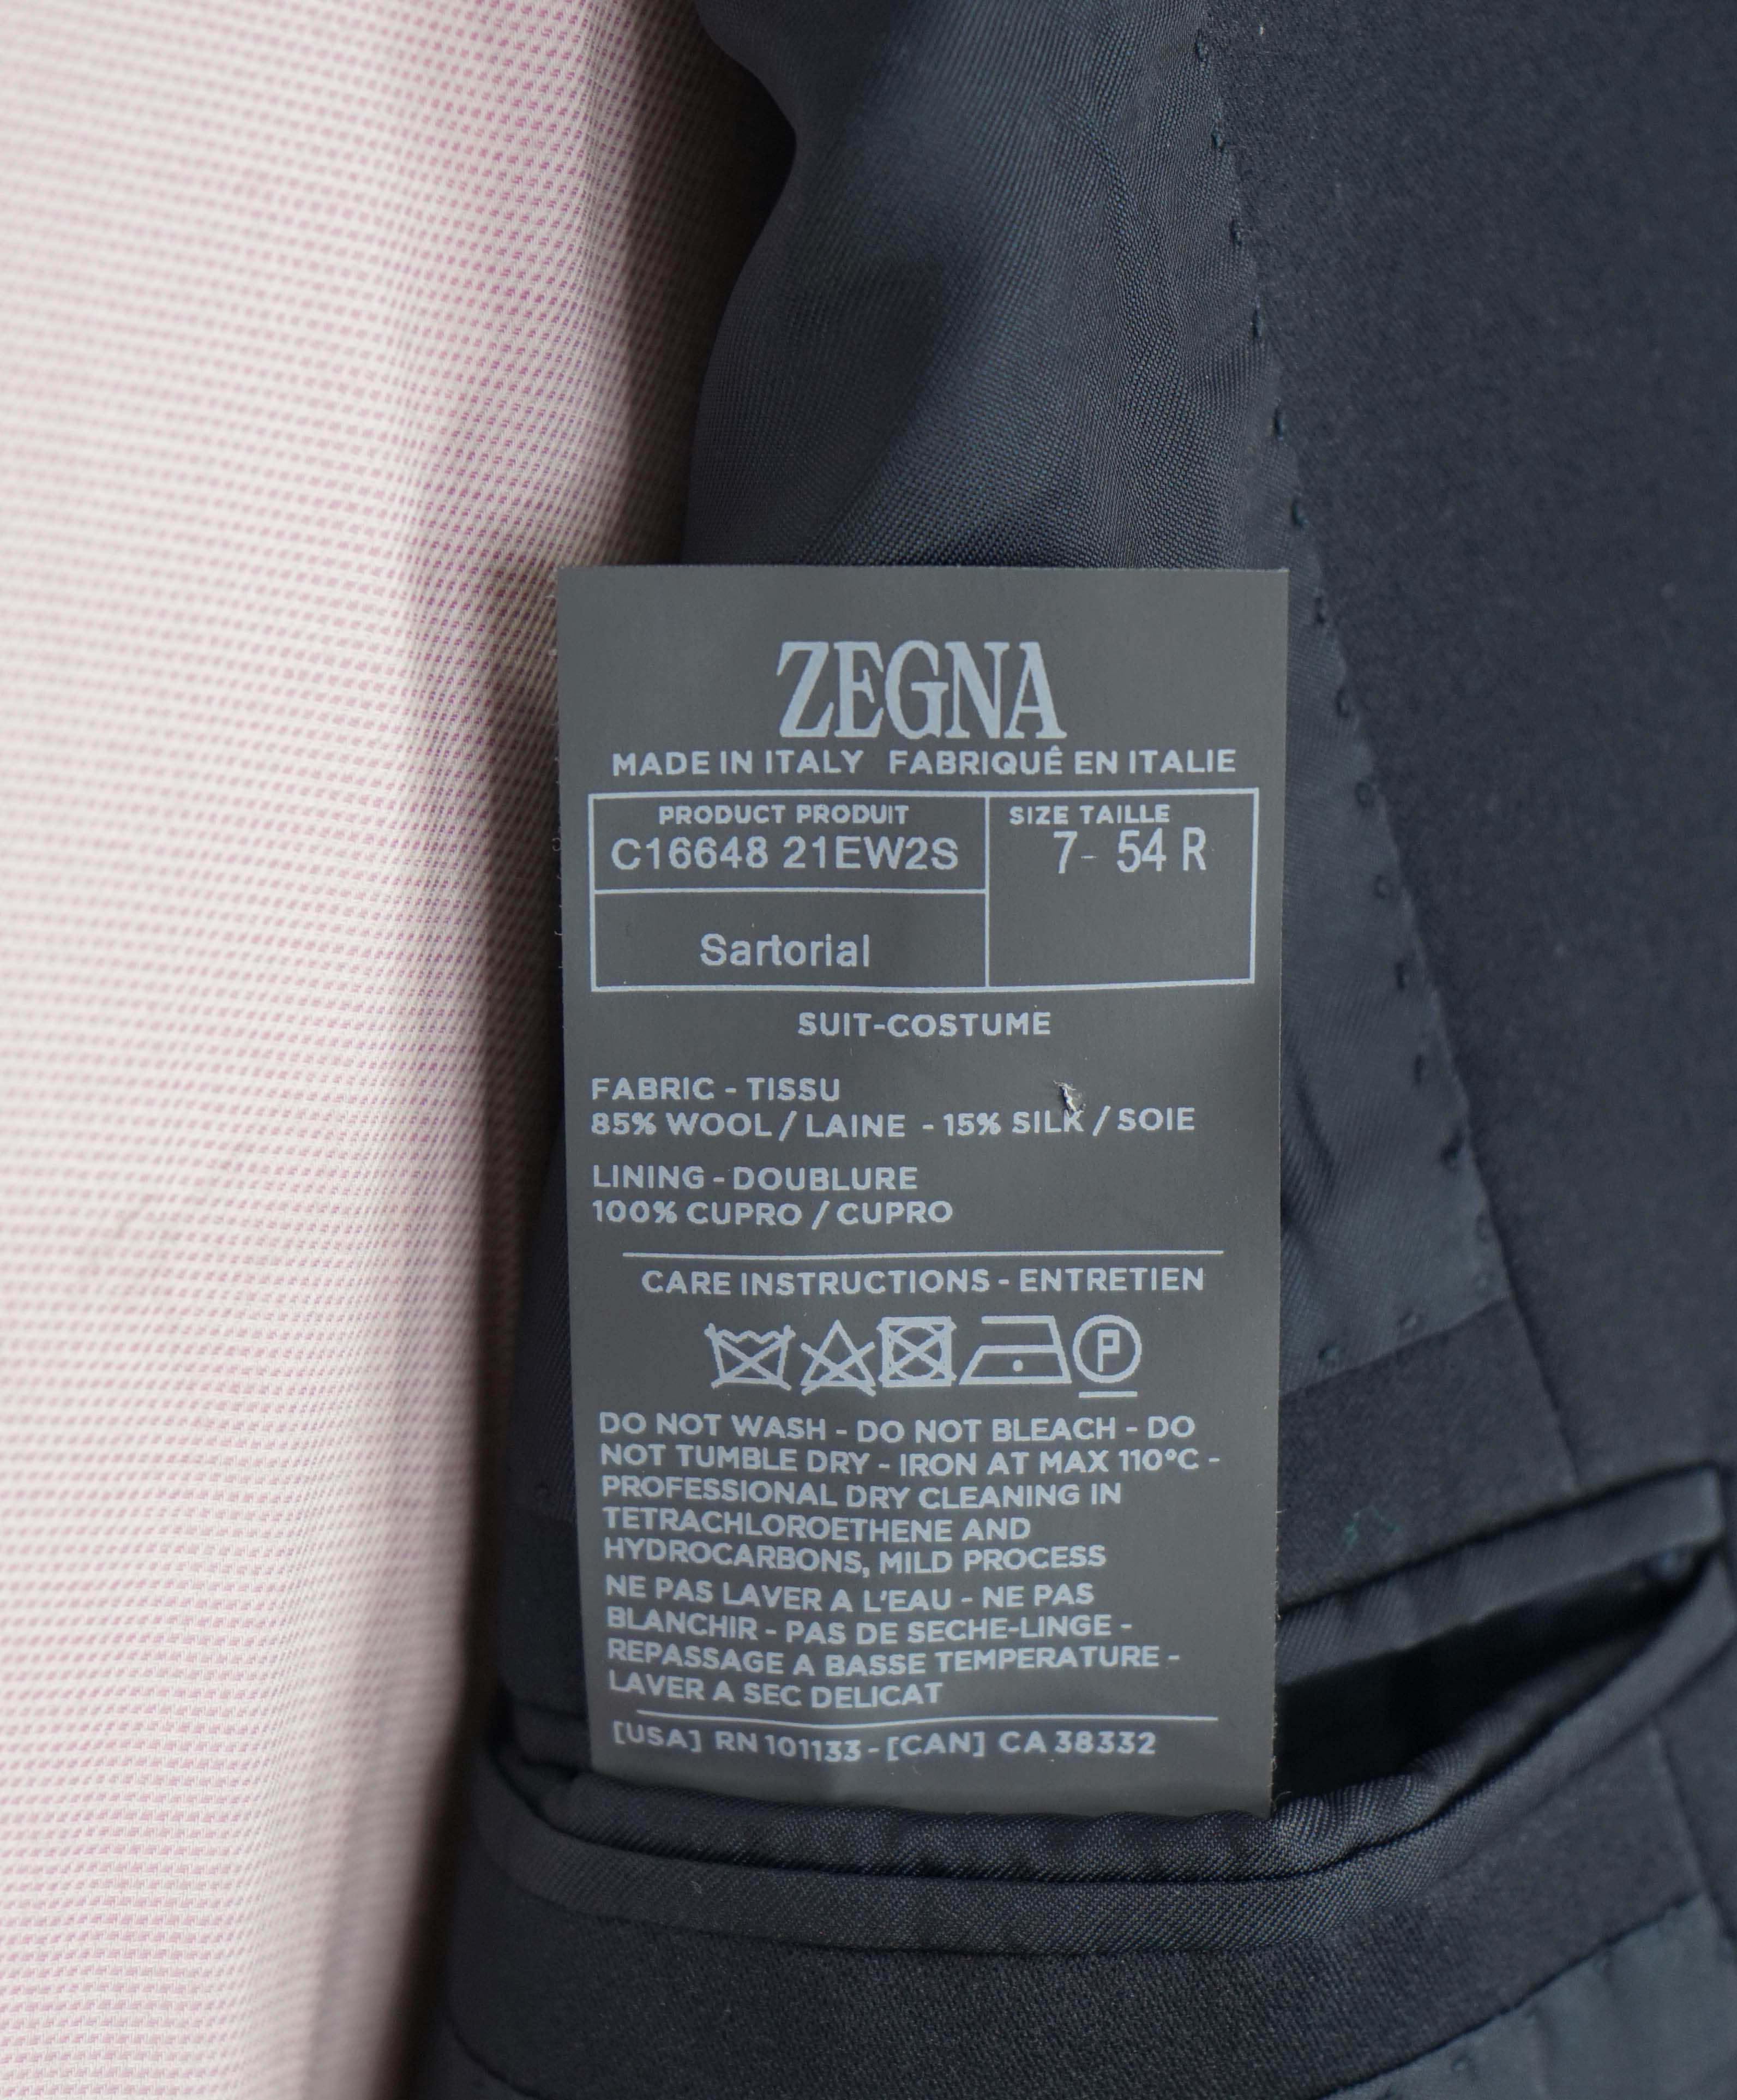 ZEGNA
MADE IN ITALY FABRIQUÊ EN ITALIE
PRODUCT PRODUIT
C16648 21EW2S
SIZE TAILLE
7- 54 R
Sartorial
SUIT-COSTUME
FABRIC - TISSU
85% WOOL / LAINE - 15% SILK / SOIE
LINING - DOUBLURE
100% CUPRO / CUPRO
CARE INSTRUCTIONS - ENTRETIEN
P
DO NOT WASH - DO NOT BLEACH - DO
NOT TUMBLE DRY - IRON AT MAX 110°C -
PROFESSIONAL DRY CLEANING IN
TETRACHLOROETHENE AND
HYDROCARBONS, MILD PROCESS
NE PAS LAVER A L'EAU - NE PAS
BLANCHIR - PAS DE SECHE-LINGE -
REPASSAGE A BASSE TEMPERATURE -
LAVER A SEC DELICAT
[USA] RN 101133 - [CAN] CA 38332